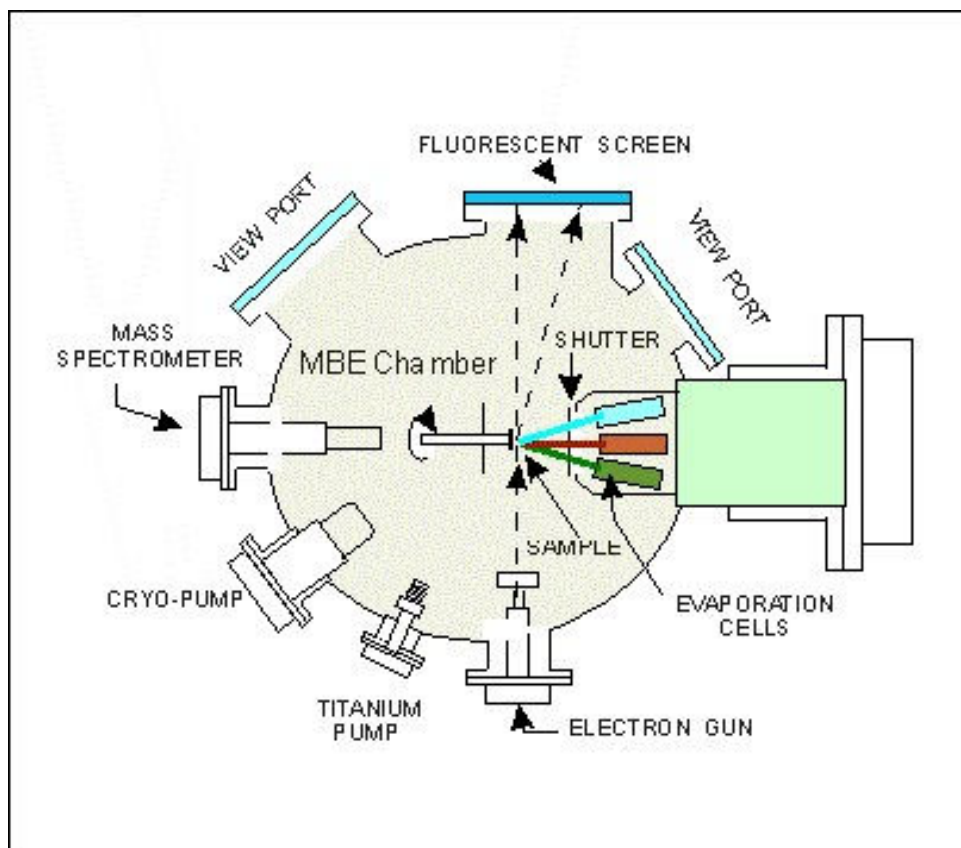 FLUORESCENT SCREEN
VIEW PORT
VIEW PORT
MASS
SPECTROMETER
SHUTTER
MBE Chamber
SAMPLE
CRYO-PUMP
EVAPORATION
CELLS
TITANIUM
PUMP
ELECTRON GUN